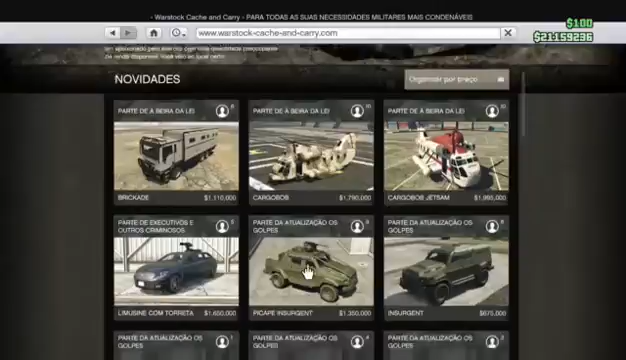 - Warstock Cache and Carry - PARA TODAS AS SUAS NECESSIDADES MILITARES MAIS CONDENÁVEIS
$100
$21159236
www.warstock-cache-and-carry.com
NOVIDADES
Organizar por preço
PARTE DE À BEIRA DA LEI
BRICKADE $1,110,000
PARTE DE À BEIRA DA LEI
CARGOBOB $1,790,000
PARTE DE À BEIRA DA LEI
CARGOBOB JETSAM $1,995,000
PARTE DE EXECUTIVOS E
OUTROS CRIMINOSOS
LIMUSINE COM TORRETA $1,650,000
PARTE DA ATUALIZAÇÃO OS
GOLPES
PICAPE INSURGENT $1,350,000
PARTE DA ATUALIZAÇÃO OS
GOLPES
INSURGENT $675,000
PARTE DA ATUALIZAÇÃO OS
GOLPES
PARTE DA ATUALIZAÇÃO OS
GOLPES
PARTE DA ATUALIZAÇÃO OS
GOLPES